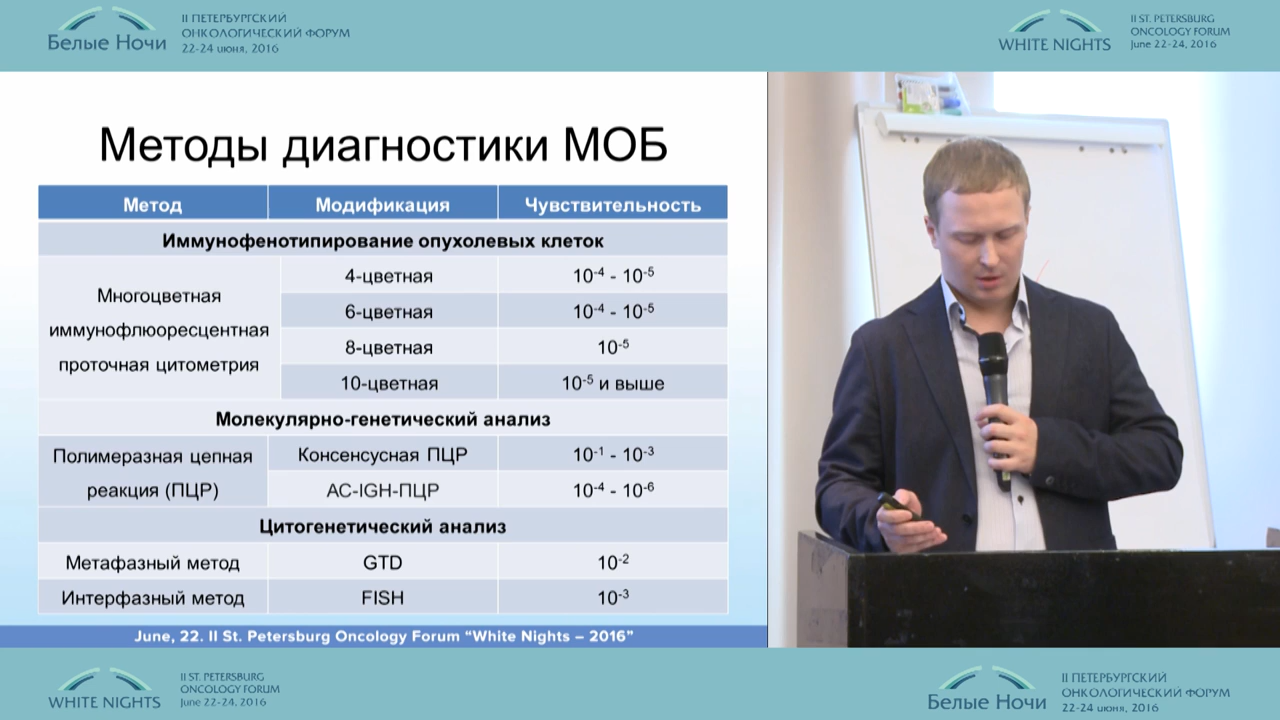 Белые Ночи
II ПЕТЕРБУРГСКИЙ
ОНКОЛОГИЧЕСКИЙ ФОРУМ
22-24 июня, 2016
WHITE NIGHTS
II ST. PETERSBURG
ONCOLOGY FORUM
June 22-24, 2016
Методы диагностики МОБ
Метод Модификация Чувствительность
Иммунофенотипирование опухолевых клеток
Многоцветная
иммунофлюоресцентная
проточная цитометрия
4-цветная 10⁻⁴ - 10⁻⁵
6-цветная 10⁻⁴ - 10⁻⁵
8-цветная 10⁻⁵
10-цветная 10⁻⁵ и выше
Молекулярно-генетический анализ
Полимеразная цепная
реакция (ПЦР)
Консенсусная ПЦР 10⁻¹ - 10⁻³
АС-IGH-ПЦР 10⁻⁴ - 10⁻⁶
Цитогенетический анализ
Метафазный метод GTD 10⁻²
Интерфазный метод FISH 10⁻³
June, 22. II St. Petersburg Oncology Forum “White Nights – 2016”
WHITE NIGHTS
II ST. PETERSBURG
ONCOLOGY FORUM
June 22-24, 2016
Белые Ночи
II ПЕТЕРБУРГСКИЙ
ОНКОЛОГИЧЕСКИЙ ФОРУМ
22-24 июня, 2016